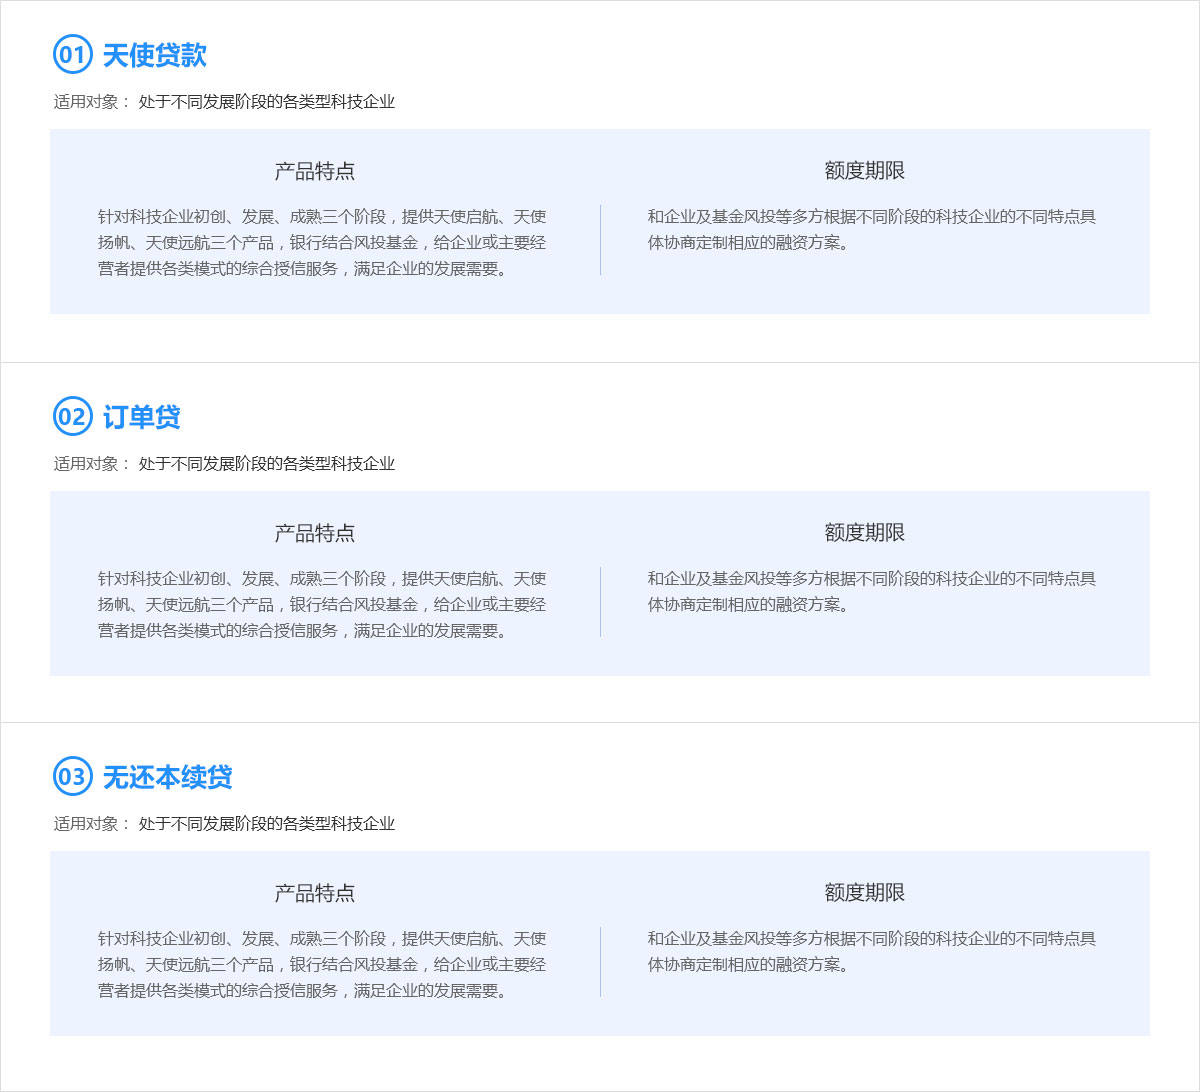 01 天使贷款
适用对象： 处于不同发展阶段的各类型科技企业
产品特点
针对科技企业初创、发展、成熟三个阶段，提供天使启航、天使
扬帆、天使远航三个产品，银行结合风投基金，给企业或主要经
营者提供各类模式的综合授信服务，满足企业的发展需要。
额度期限
和企业及基金风投等多方根据不同阶段的科技企业的不同特点具
体协商定制相应的融资方案。
02 订单贷
适用对象： 处于不同发展阶段的各类型科技企业
产品特点
针对科技企业初创、发展、成熟三个阶段，提供天使启航、天使
扬帆、天使远航三个产品，银行结合风投基金，给企业或主要经
营者提供各类模式的综合授信服务，满足企业的发展需要。
额度期限
和企业及基金风投等多方根据不同阶段的科技企业的不同特点具
体协商定制相应的融资方案。
03 无还本续贷
适用对象： 处于不同发展阶段的各类型科技企业
产品特点
针对科技企业初创、发展、成熟三个阶段，提供天使启航、天使
扬帆、天使远航三个产品，银行结合风投基金，给企业或主要经
营者提供各类模式的综合授信服务，满足企业的发展需要。
额度期限
和企业及基金风投等多方根据不同阶段的科技企业的不同特点具
体协商定制相应的融资方案。